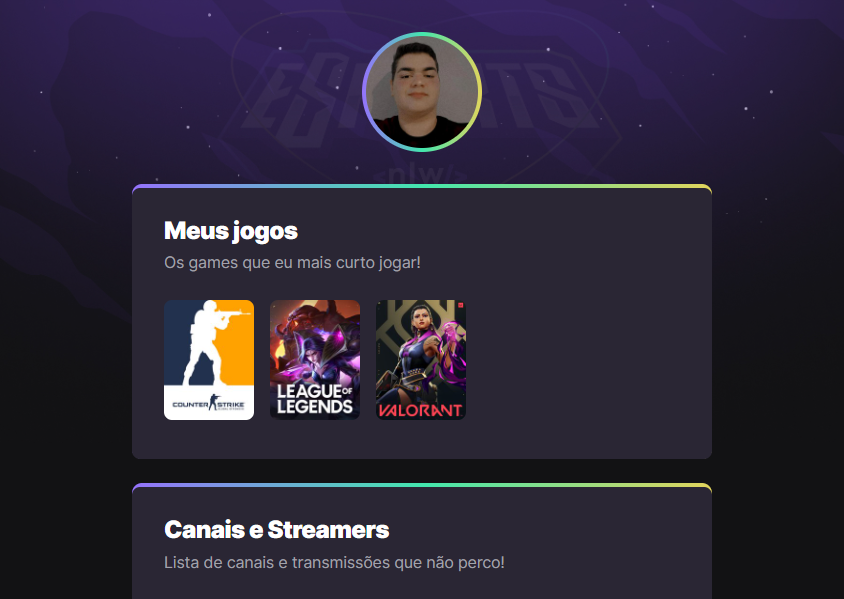 ESPORTS
nlw/
Meus jogos
Os games que eu mais curto jogar!
COUNTER STRIKE
LEAGUE OF
LEGENDS
VALORANT
Canais e Streamers
Lista de canais e transmissões que não perco!